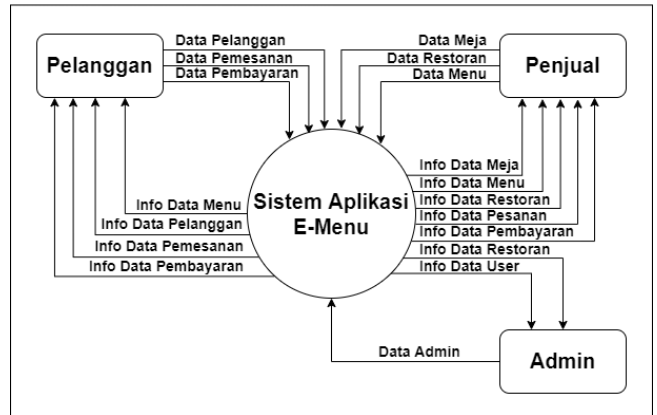 Pelanggan
Data Pelanggan
Data Pemesanan
Data Pembayaran
Data Meja
Data Restoran
Data Menu
Penjual
Sistem Aplikasi
E-Menu
Info Data Menu
Info Data Pelanggan
Info Data Pemesanan
Info Data Pembayaran
Info Data Meja
Info Data Menu
Info Data Restoran
Info Data Pesanan
Info Data Pembayaran
Info Data Restoran
Info Data User
Data Admin
Admin